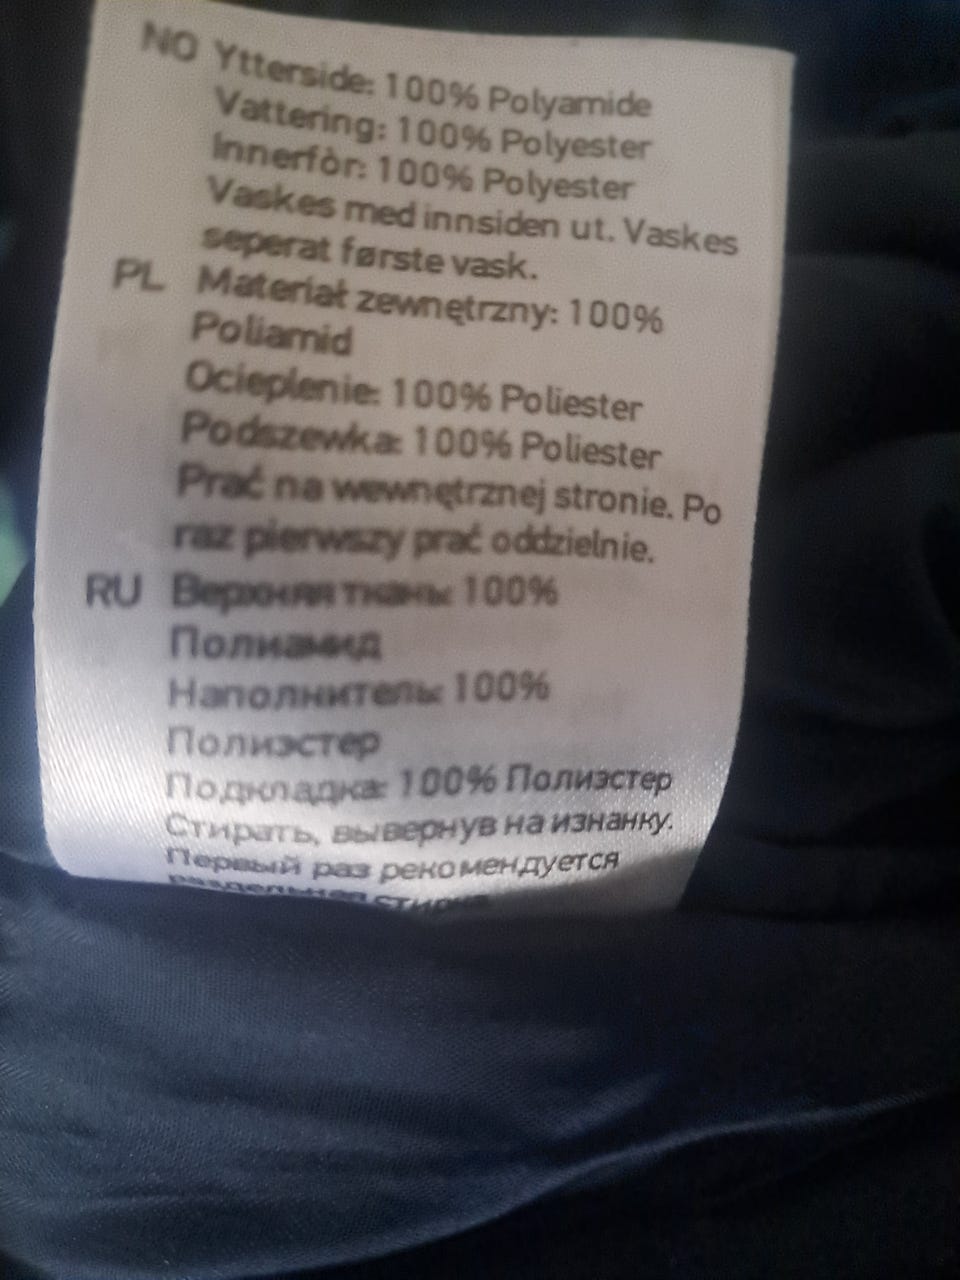 NO Ytterside: 100% Polyamide
Vattering: 100% Polyester
Innerfòr: 100% Polyester
Vaskes med innsiden ut. Vaskes
seperat første vask.
PL Materiał zewnętrzny: 100%
Poliamid
Ocieplenie: 100% Poliester
Podszewka: 100% Poliester
Prać na wewnętrznej stronie. Po
raz pierwszy prać oddzielnie.
RU Верхняя ткань: 100%
Полиамид
Наполнитель: 100%
Полиэстер
Подкладка: 100% Полиэстер
Стирать, вывернув на изнанку.
Первый раз рекомендуется
раздельная стирка